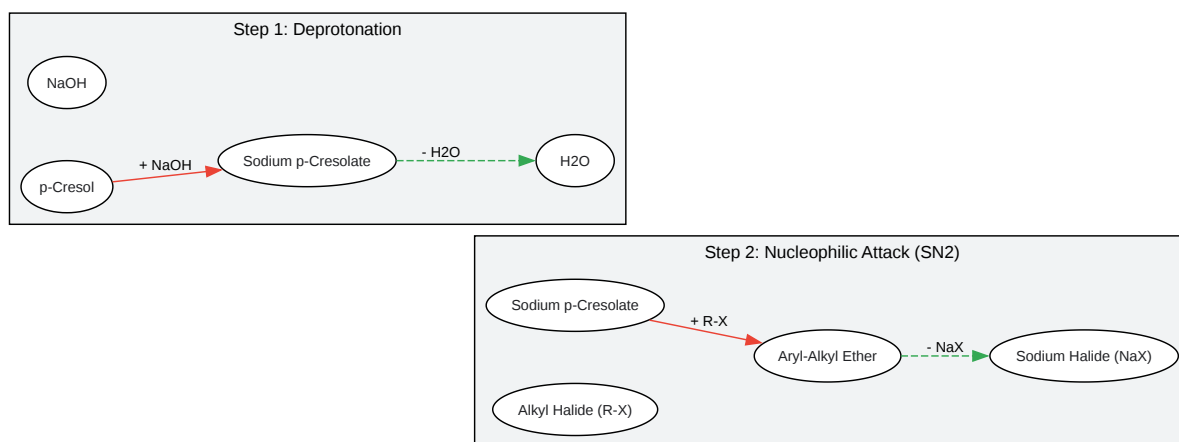 Step 1: Deprotonation
NaOH
p-Cresol
+ NaOH
Sodium p-Cresolate
- H2O
H2O
Step 2: Nucleophilic Attack (SN2)
Sodium p-Cresolate
+ R-X
Aryl-Alkyl Ether
- NaX
Sodium Halide (NaX)
Alkyl Halide (R-X)